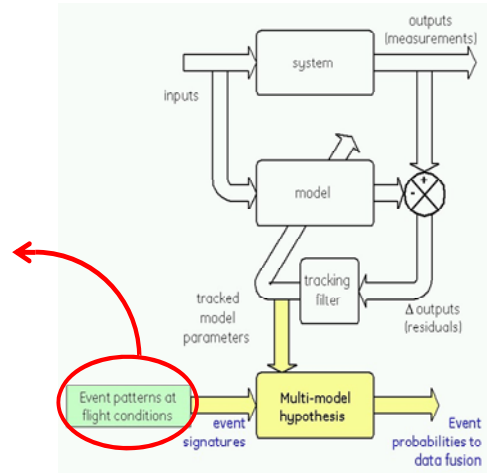 outputs
(measurements)
system
inputs
+
-
model
tracking
filter
tracked
model
parameters
Δ outputs
(residuals)
Event patterns at
flight conditions
event
signatures
Multi-model
hypothesis
Event
probabilities to
data fusion